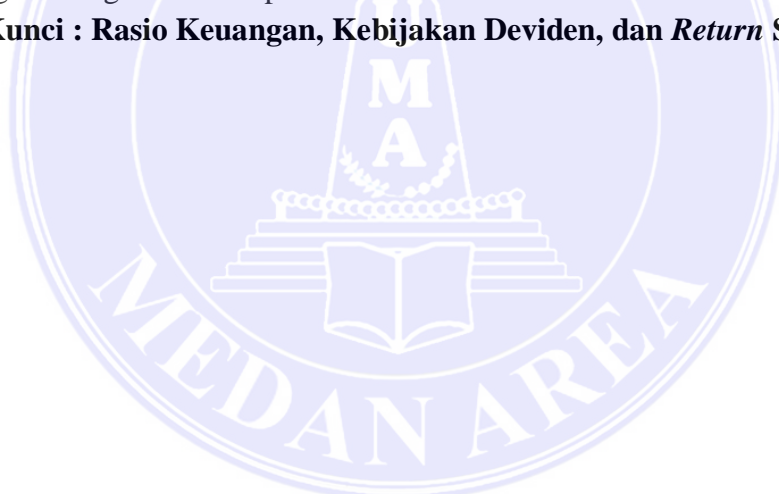 Kunci : Rasio Keuangan, Kebijakan Deviden, dan Return
U
M
A
MEDAN AREA